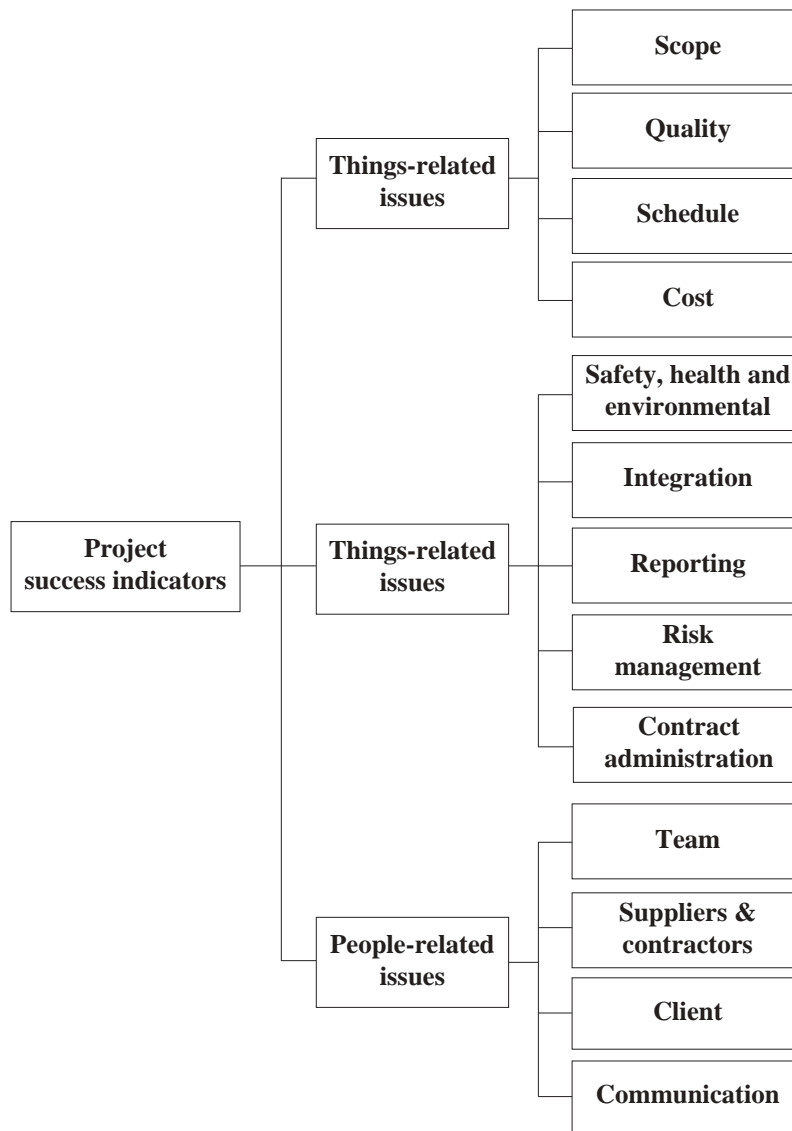 Project
success indicators
Things-related
issues
Scope
Quality
Schedule
Cost
Things-related
issues
Safety, health and
environmental
Integration
Reporting
Risk
management
Contract
administration
People-related
issues
Team
Suppliers &
contractors
Client
Communication